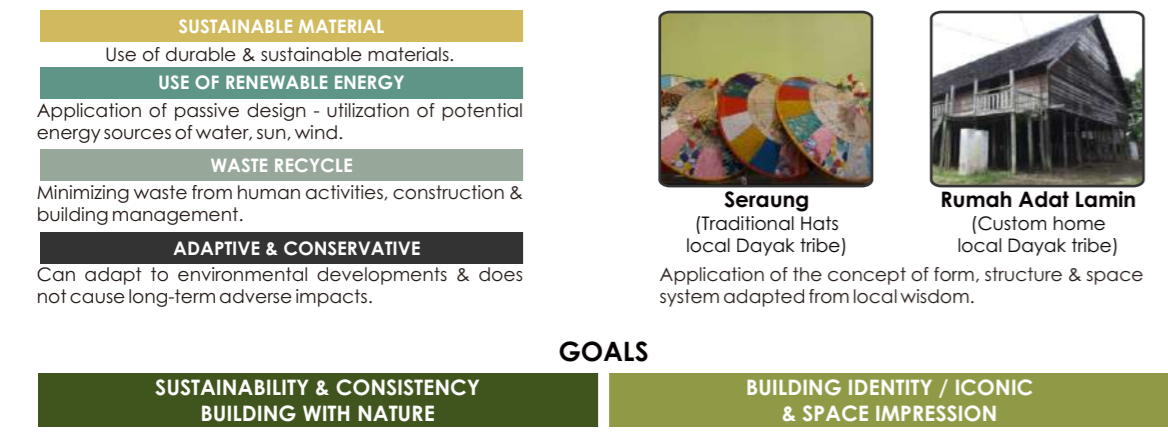 SUSTAINABLE MATERIAL
Use of durable & sustainable materials.
USE OF RENEWABLE ENERGY
Application of passive design - utilization of potential
energy sources of water, sun, wind.
WASTE RECYCLE
Minimizing waste from human activities, construction &
building management.
ADAPTIVE & CONSERVATIVE
Can adapt to environmental developments & does
not cause long-term adverse impacts.
Seraung
(Traditional Hats
local Dayak tribe)
Rumah Adat Lamin
(Custom home
local Dayak tribe)
Application of the concept of form, structure & space
system adapted from local wisdom.
GOALS
SUSTAINABILITY & CONSISTENCY
BUILDING WITH NATURE
BUILDING IDENTITY / ICONIC
& SPACE IMPRESSION